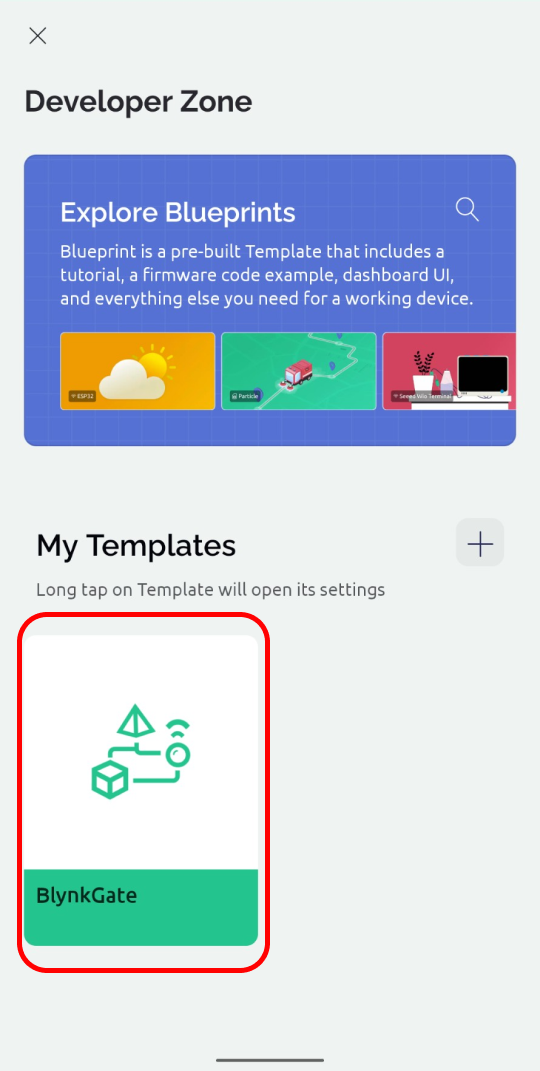 Developer Zone
Explore Blueprints
Blueprint is a pre-built Template that includes a
tutorial, a firmware code example, dashboard UI,
and everything else you need for a working device.
ESP32
Particle
Seeed Wio Terminal
My Templates
Long tap on Template will open its settings
BlynkGate